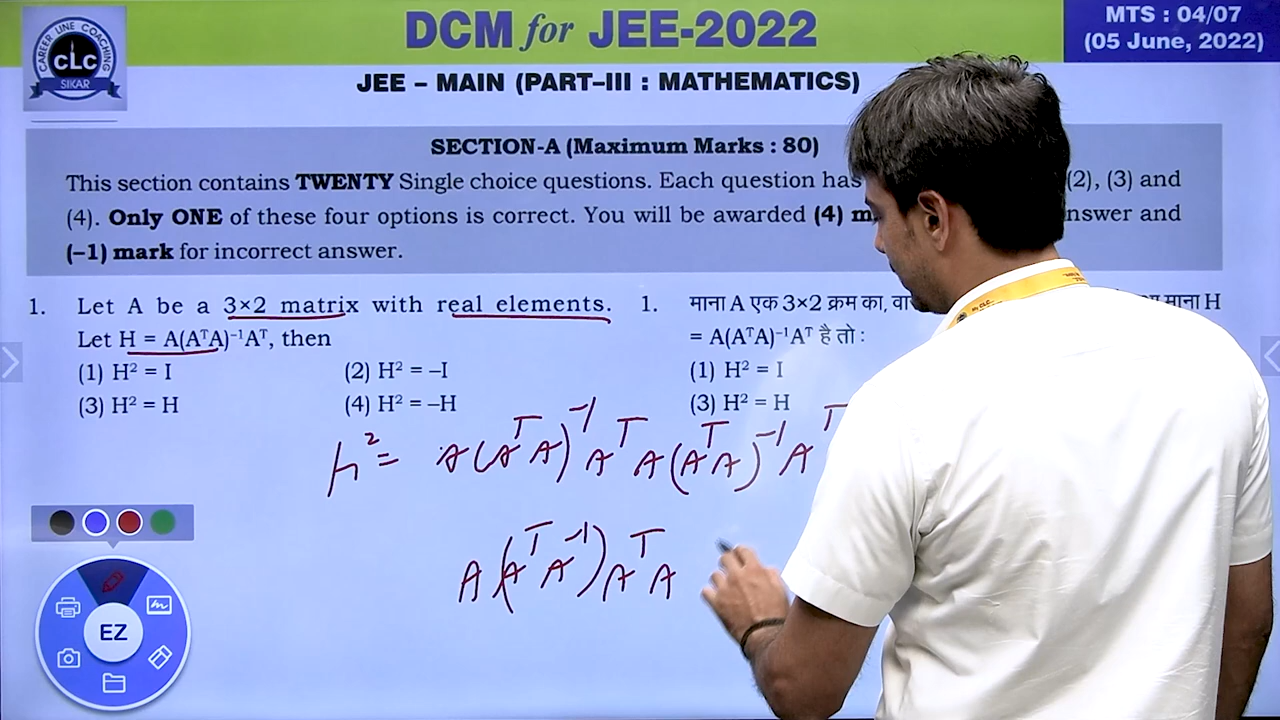 DCM for JEE-2022
MTS : 04/07
(05 June, 2022)
CAREER LINE COACHING
CLC
SIKAR
JEE – MAIN (PART–III : MATHEMATICS)
SECTION-A (Maximum Marks : 80)
This section contains TWENTY Single choice questions. Each question has (2), (3) and
(4). Only ONE of these four options is correct. You will be awarded (4) m nswer and
(–1) mark for incorrect answer.
1. Let A be a 3×2 matrix with real elements.
Let H = A(AᵀA)⁻¹Aᵀ, then
(1) H² = I (2) H² = –I
(3) H² = H (4) H² = –H
1. माना A एक 3×2 क्रम का, माना H
= A(AᵀA)⁻¹Aᵀ है तो :
(1) H² = I
(3) H² = H
h² = A(AᵀA)⁻¹AᵀA(AᵀA)⁻¹Aᵀ
A(AᵀA⁻¹)AᵀA
EZ